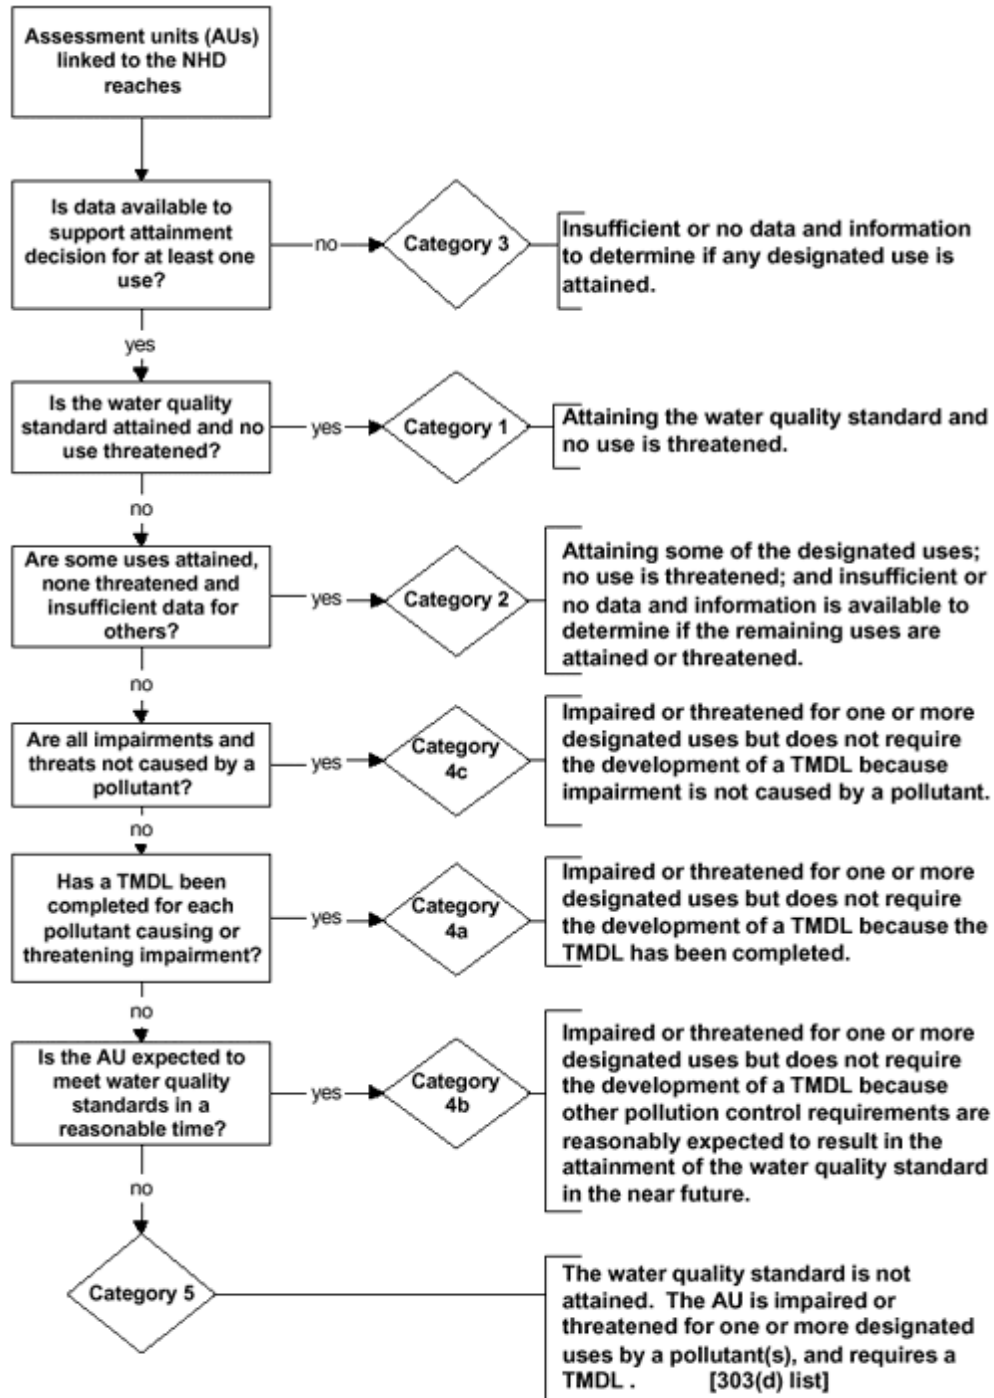 Assessment units (AUs)
linked to the NHD
reaches
Is data available to
support attainment
decision for at least one
use?
no
Category 3
Insufficient or no data and information
to determine if any designated use is
attained.
yes
Is the water quality
standard attained and no
use threatened?
yes
Category 1
Attaining the water quality standard and
no use is threatened.
no
Are some uses attained,
none threatened and
insufficient data for
others?
yes
Category 2
Attaining some of the designated uses;
no use is threatened; and insufficient or
no data and information is available to
determine if the remaining uses are
attained or threatened.
no
Are all impairments and
threats not caused by a
pollutant?
yes
Category
4c
Impaired or threatened for one or more
designated uses but does not require
the development of a TMDL because
impairment is not caused by a pollutant.
no
Has a TMDL been
completed for each
pollutant causing or
threatening impairment?
yes
Category
4a
Impaired or threatened for one or more
designated uses but does not require
the development of a TMDL because the
TMDL has been completed.
no
Is the AU expected to
meet water quality
standards in a
reasonable time?
yes
Category
4b
Impaired or threatened for one or more
designated uses but does not require
the development of a TMDL because
other pollution control requirements are
reasonably expected to result in the
attainment of the water quality standard
in the near future.
no
Category 5
The water quality standard is not
attained. The AU is impaired or
threatened for one or more designated
uses by a pollutant(s), and requires a
TMDL . [303(d) list]